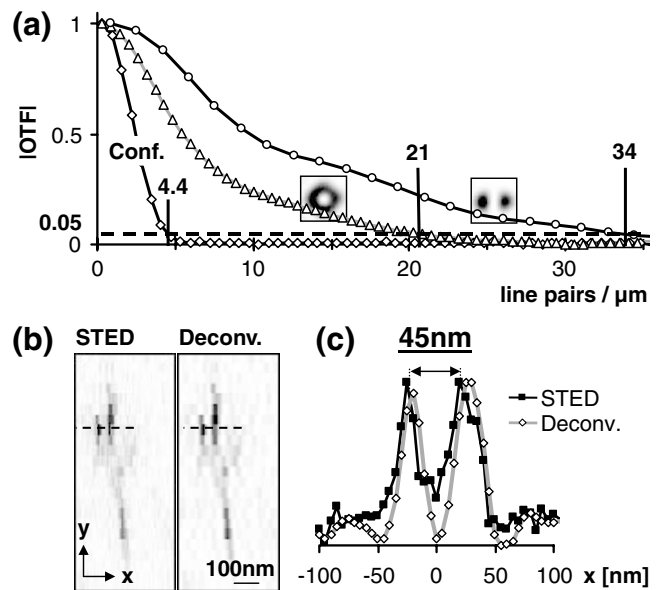 (a)
1
0.5
0.05
0
|OTF|
Conf.
4.4
21
34
0 10 20 30
line pairs / µm
(b)
STED Deconv.
y
x
100nm
(c)
45nm
STED
Deconv.
-100 -50 0 50 100
x [nm]